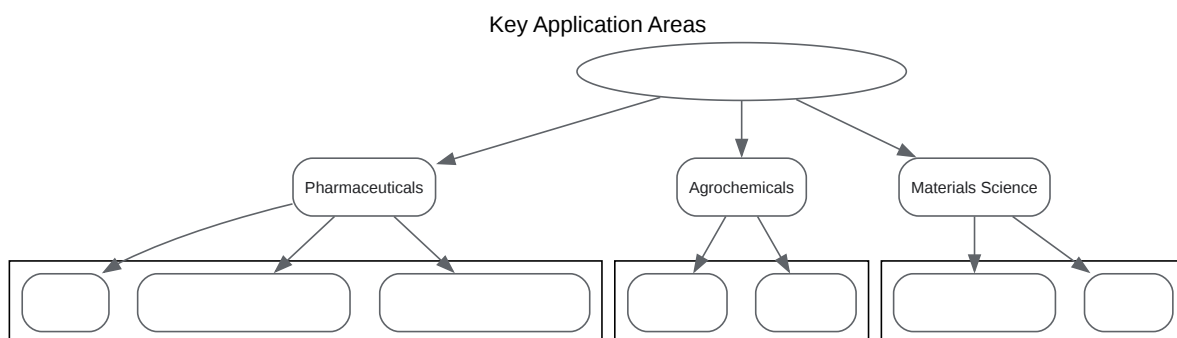 Key Application Areas
Pharmaceuticals
Agrochemicals
Materials Science